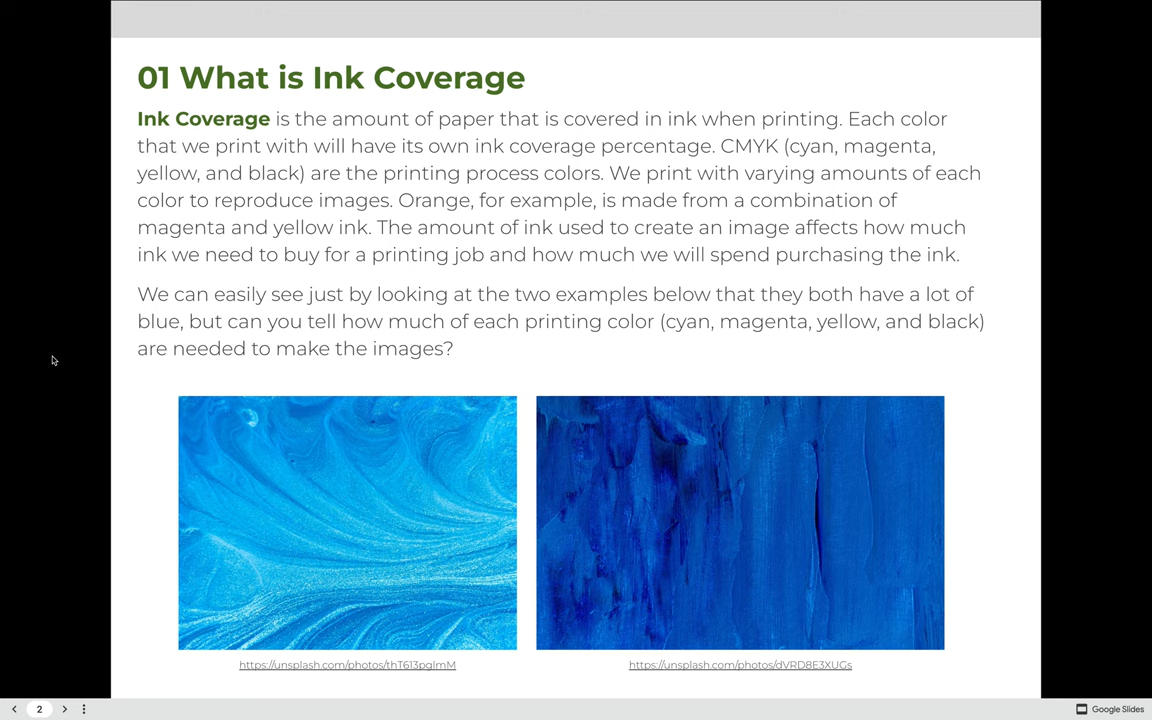 01 What is Ink Coverage
Ink Coverage is the amount of paper that is covered in ink when printing. Each color
that we print with will have its own ink coverage percentage. CMYK (cyan, magenta,
yellow, and black) are the printing process colors. We print with varying amounts of each
color to reproduce images. Orange, for example, is made from a combination of
magenta and yellow ink. The amount of ink used to create an image affects how much
ink we need to buy for a printing job and how much we will spend purchasing the ink.
We can easily see just by looking at the two examples below that they both have a lot of
blue, but can you tell how much of each printing color (cyan, magenta, yellow, and black)
are needed to make the images?
https://unsplash.com/photos/thT613pgImM
https://unsplash.com/photos/dVRD8E3XUGs
2
Google Slides